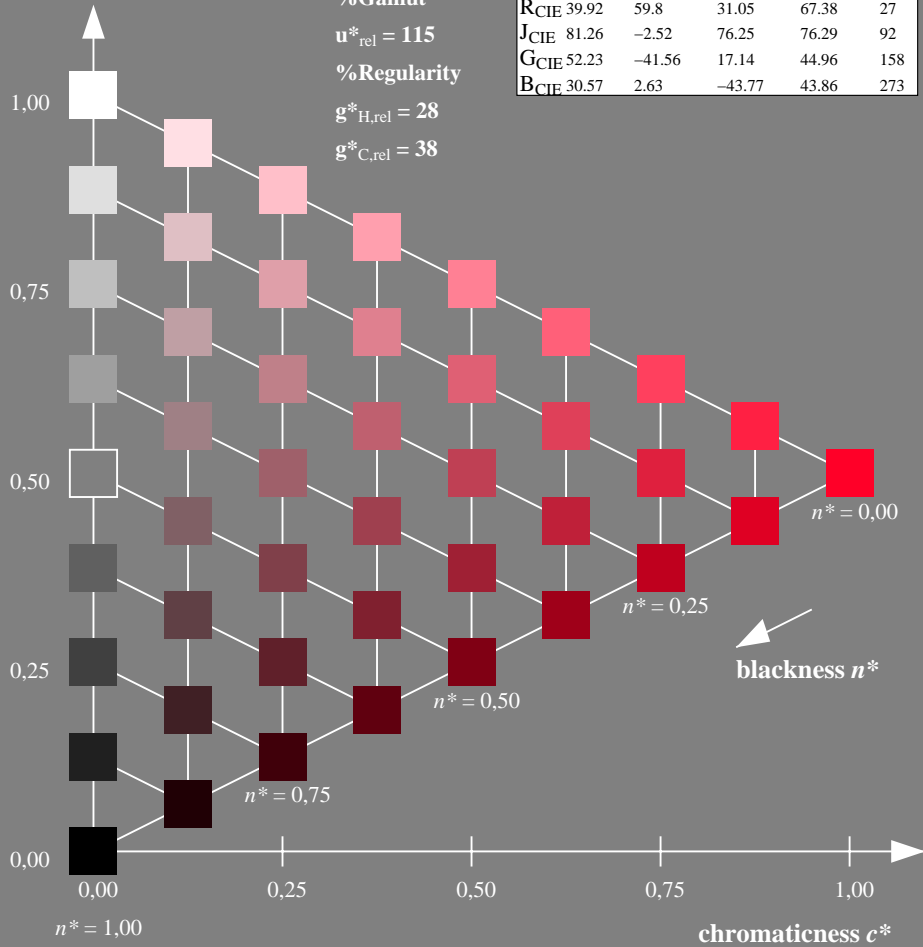 %Gamut
u*rel = 115
%Regularity
g*H,rel = 28
g*C,rel = 38
RCIE 39.92 59.8 31.05 67.38 27
JCIE 81.26 −2.52 76.25 76.29 92
GCIE 52.23 −41.56 17.14 44.96 158
BCIE 30.57 2.63 −43.77 43.86 273
1,00
0,75
0,50
n* = 0,00
n* = 0,25
0,25
blackness n*
n* = 0,50
n* = 0,75
0,00
0,00 0,25 0,50 0,75 1,00
n* = 1,00
chromaticness c*